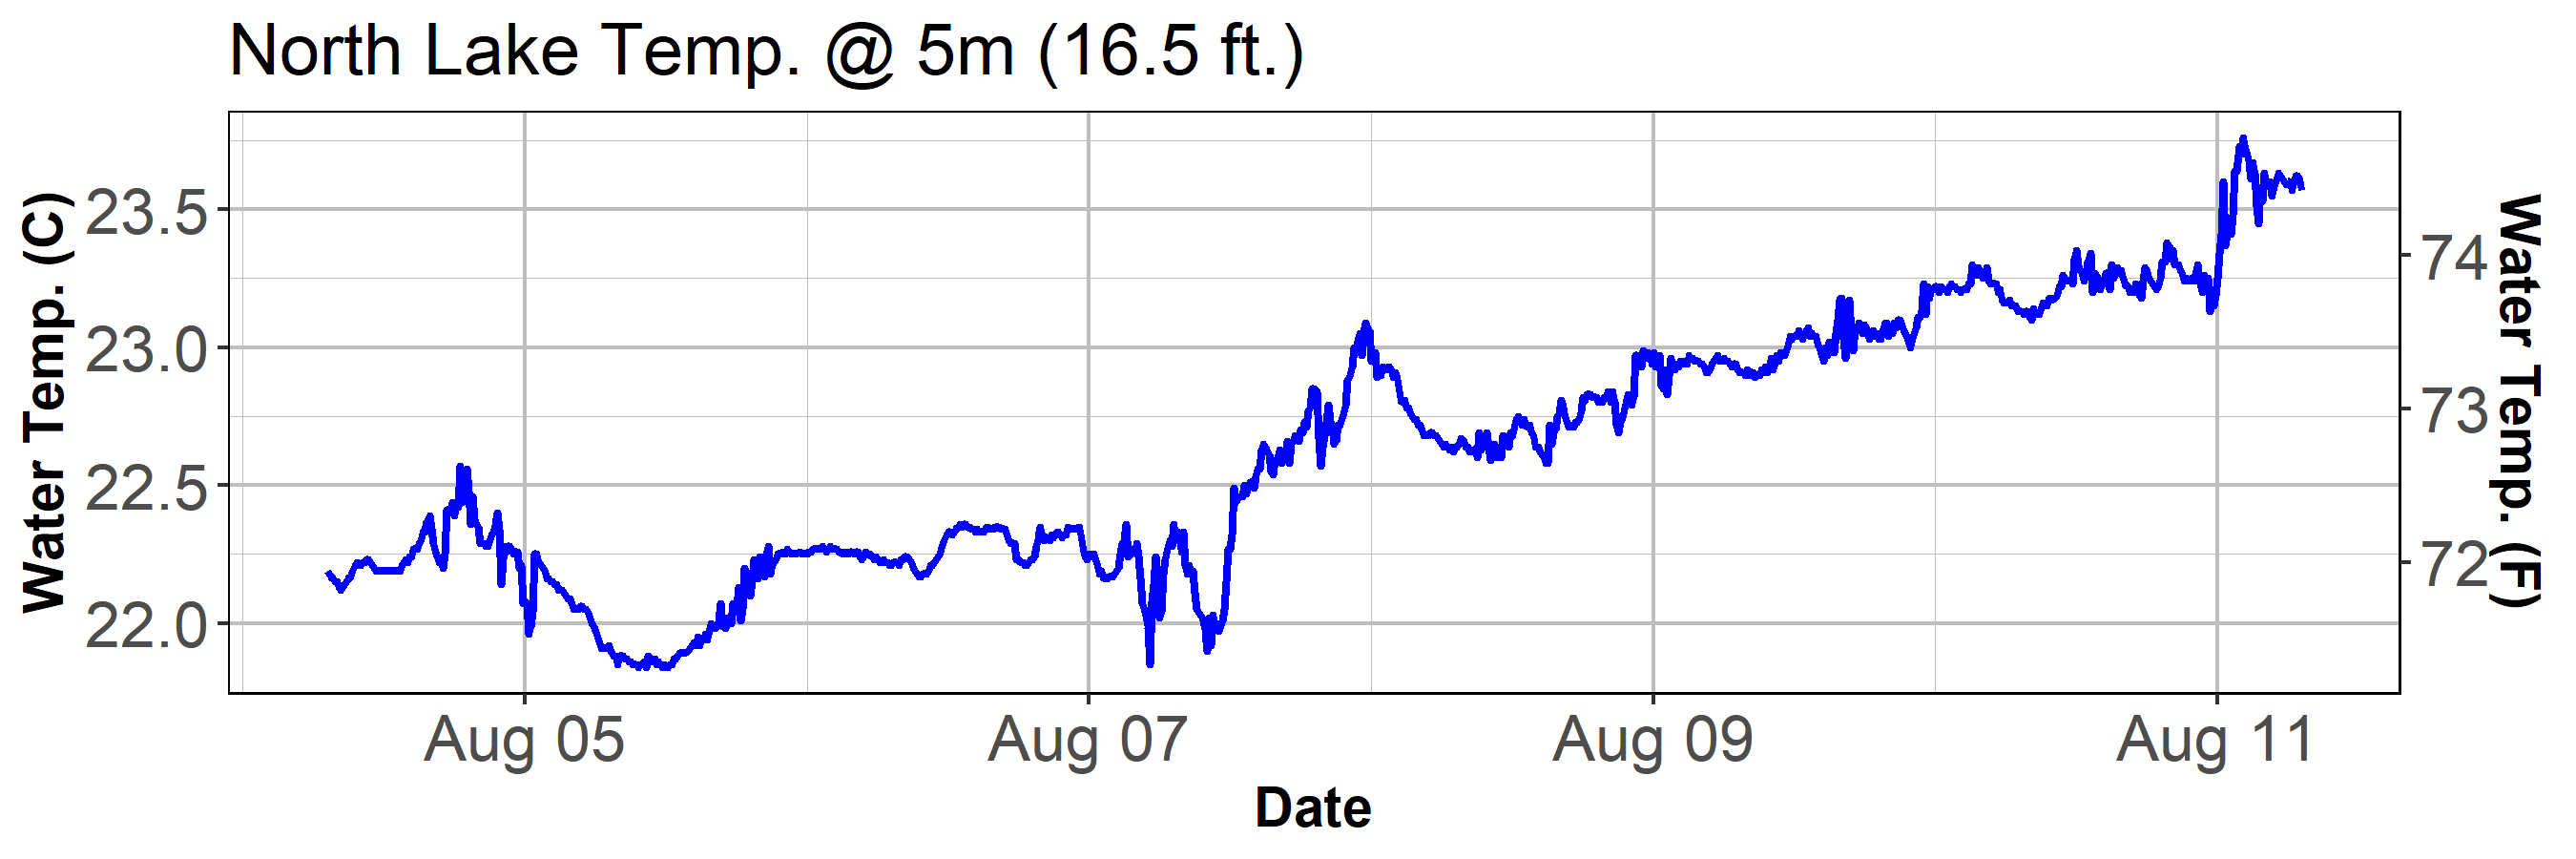 North Lake Temp. @ 5m (16.5 ft.)
Water Temp. (C)
23.5
23.0
22.5
22.0
74
73
72
Water Temp. (F)
Aug 05
Aug 07
Aug 09
Aug 11
Date